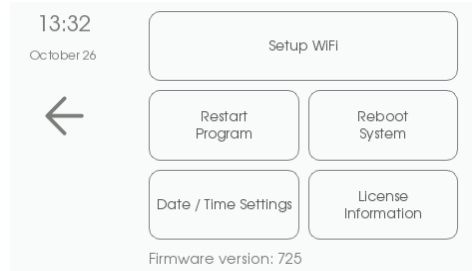 13:32
October 26
Setup WiFi
Restart
Program
Reboot
System
Date / Time Settings
License
Information
Firmware version: 725